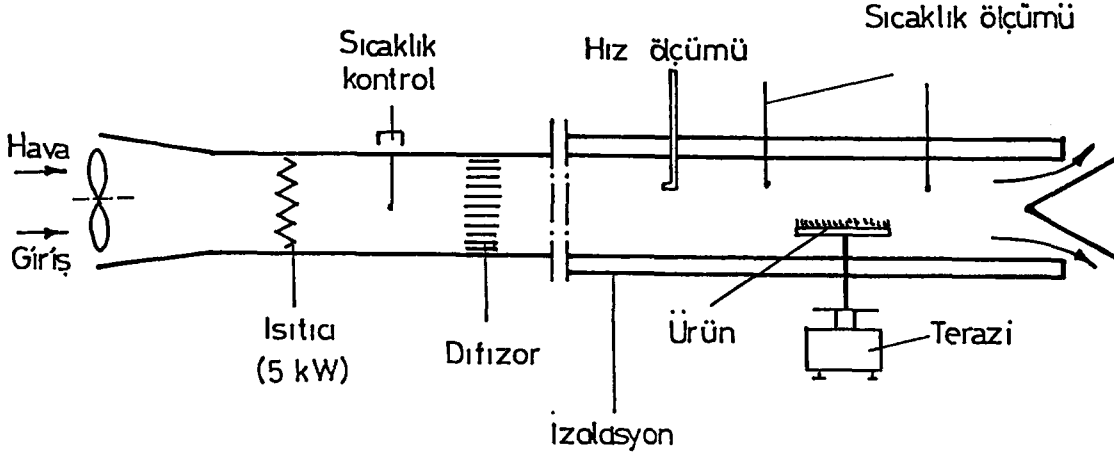 Sıcaklık ölçümü
Sıcaklık
kontrol
Hız ölçümü
Hava
Giriş
Isıtıcı
(5 kW)
Difizor
Ürün
Terazi
İzolasyon